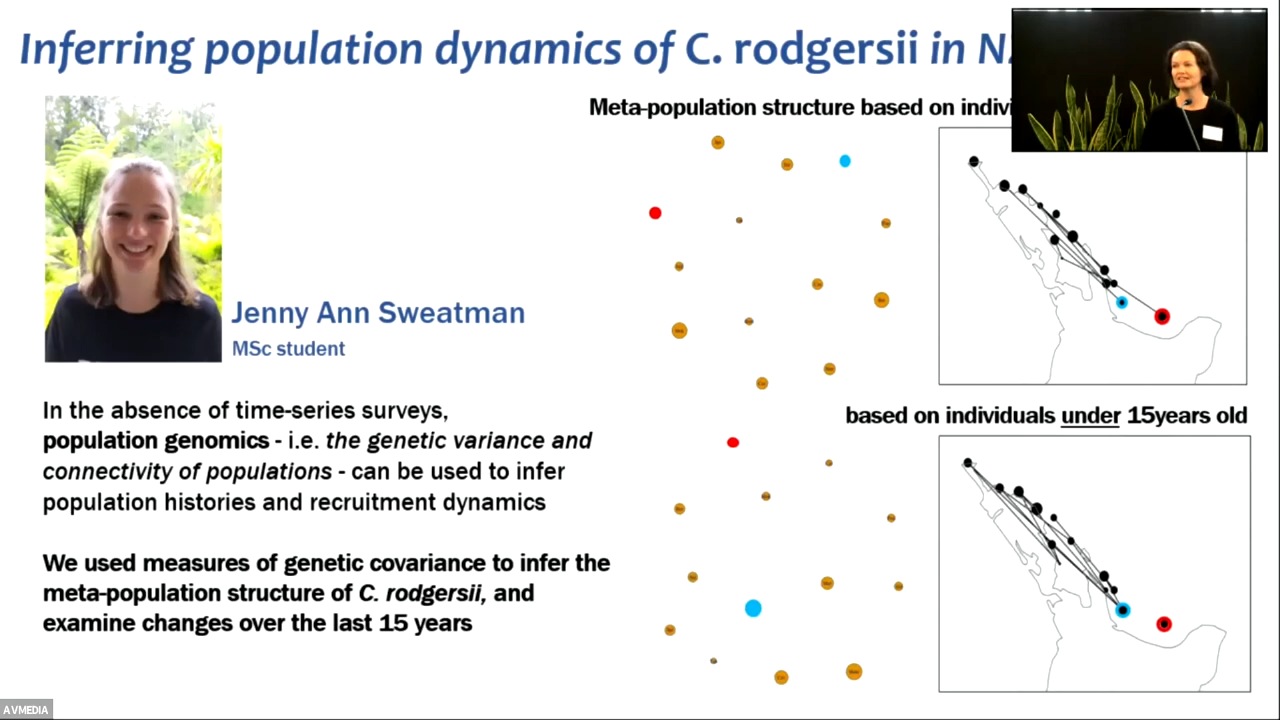 Inferring population dynamics of C. rodgersii in
Meta-population structure based on
Jenny Ann Sweatman
MSc student
In the absence of time-series surveys,
population genomics - i.e. the genetic variance and
connectivity of populations - can be used to infer
population histories and recruitment dynamics
We used measures of genetic covariance to infer the
meta-population structure of C. rodgersii, and
examine changes over the last 15 years
based on individuals under 15years old
AVMEDIA